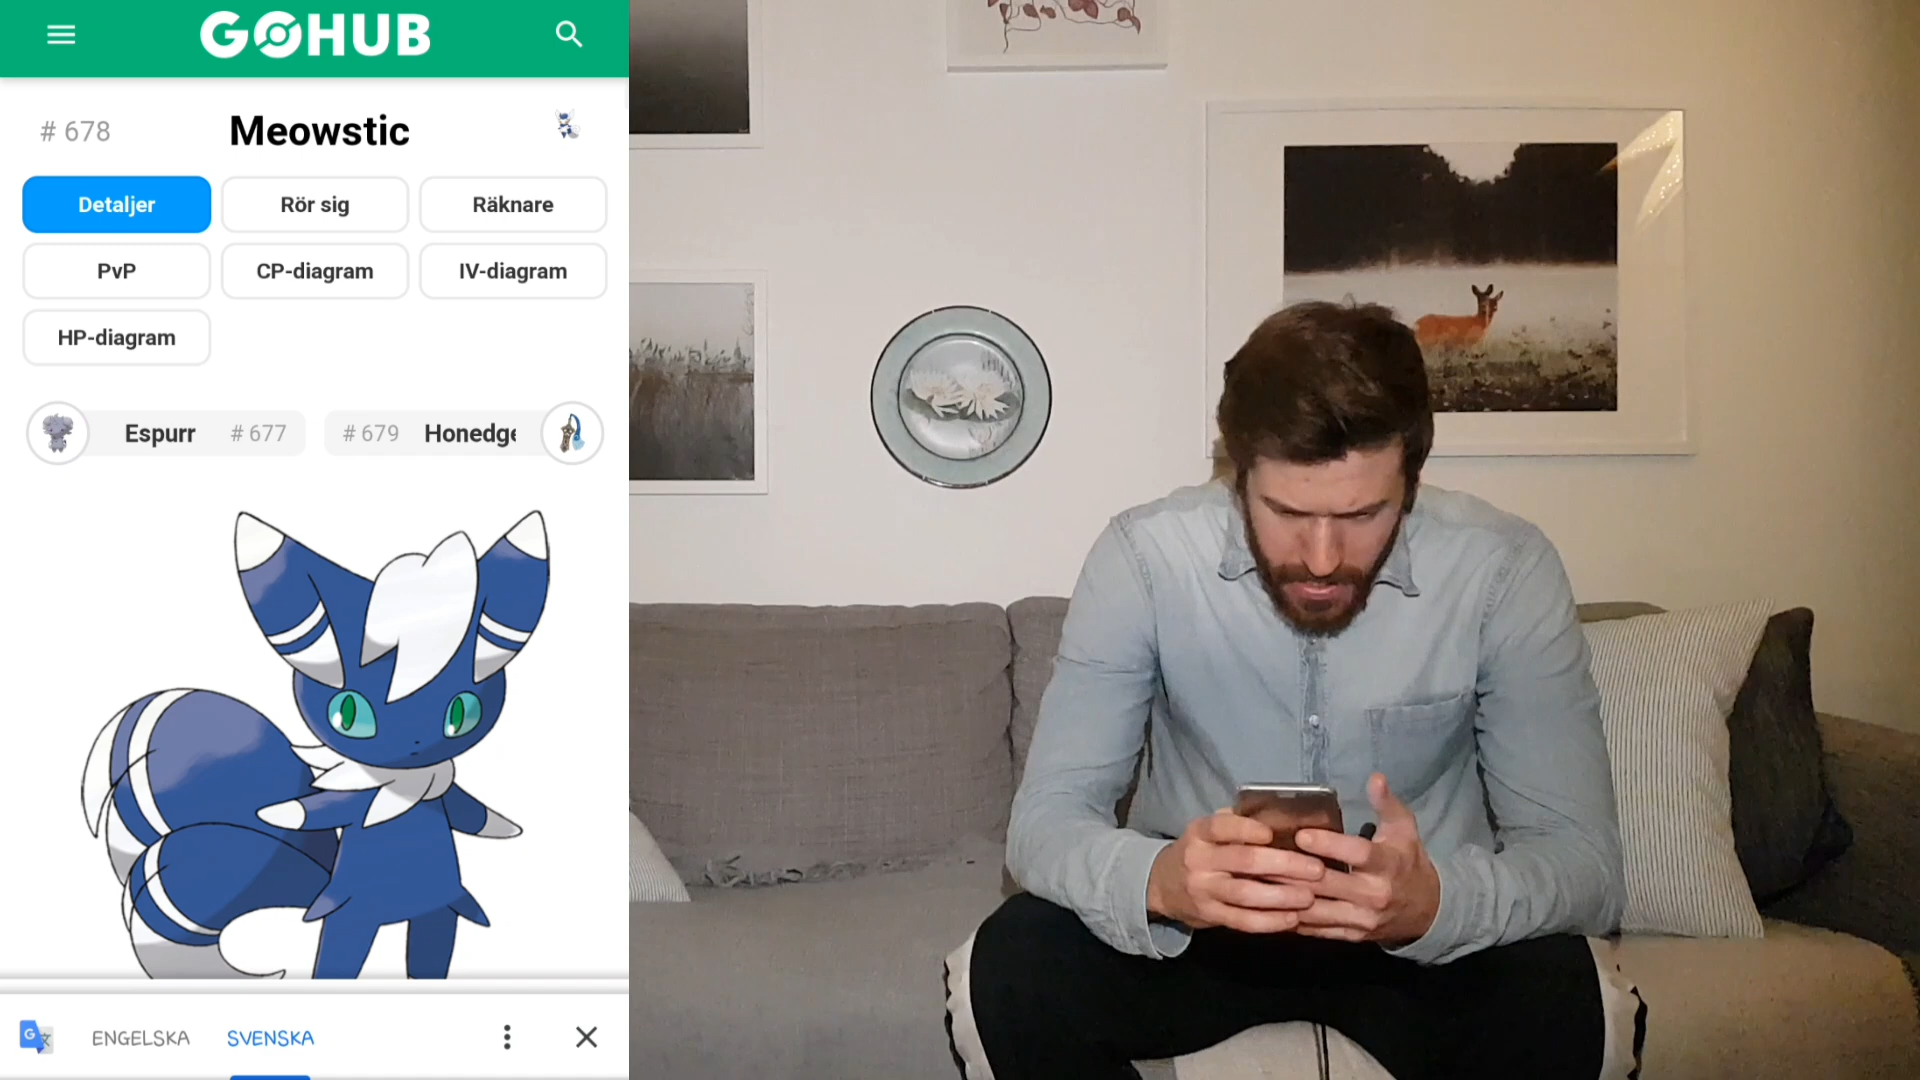 GOHUB
# 678
Meowstic
Detaljer
Rör sig
Räknare
PvP
CP-diagram
IV-diagram
HP-diagram
Espurr # 677
# 679 Honedge
ENGELSKA
SVENSKA